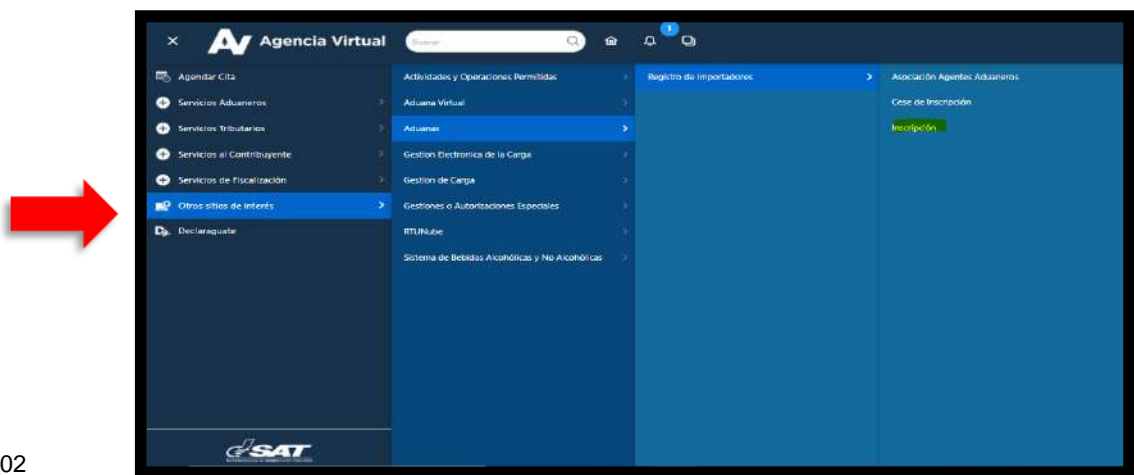 Agencia Virtual
Buscar
1
Agendar Cita
Servicios Aduaneros
Servicios Tributarios
Servicios al Contribuyente
Servicios de Fiscalización
Otros sitios de interés
Declaraguate
Actividades y Operaciones Permitidas
Aduana Virtual
Aduanas
Gestion Electronica de la Carga
Gestion de Carga
Gestiones o Autorizaciones Especiales
RTUNube
Sistema de Bebidas Alcohólicas y No Alcohólicas
Registro de Importadores
Asociación Agentes Aduaneros
Cese de Inscripción
Inscripción
SAT
02